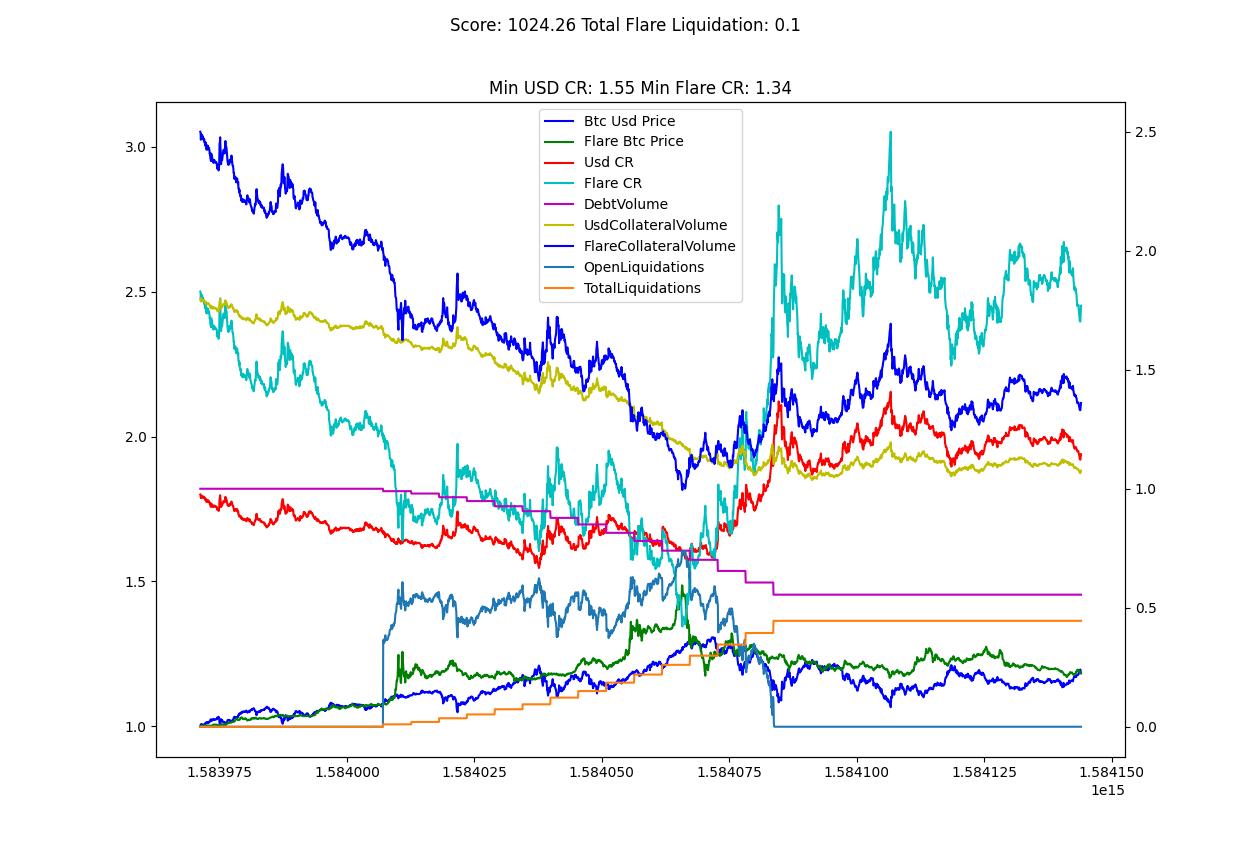 Score: 1024.26 Total Flare Liquidation: 0.1
Min USD CR: 1.55 Min Flare CR: 1.34
Btc Usd Price
Flare Btc Price
Usd CR
Flare CR
DebtVolume
UsdCollateralVolume
FlareCollateralVolume
OpenLiquidations
TotalLiquidations
3.0
2.5
2.0
1.5
1.0
2.5
2.0
1.5
1.0
0.5
0.0
1.583975
1.584000
1.584025
1.584050
1.584075
1.584100
1.584125
1.584150
1e15